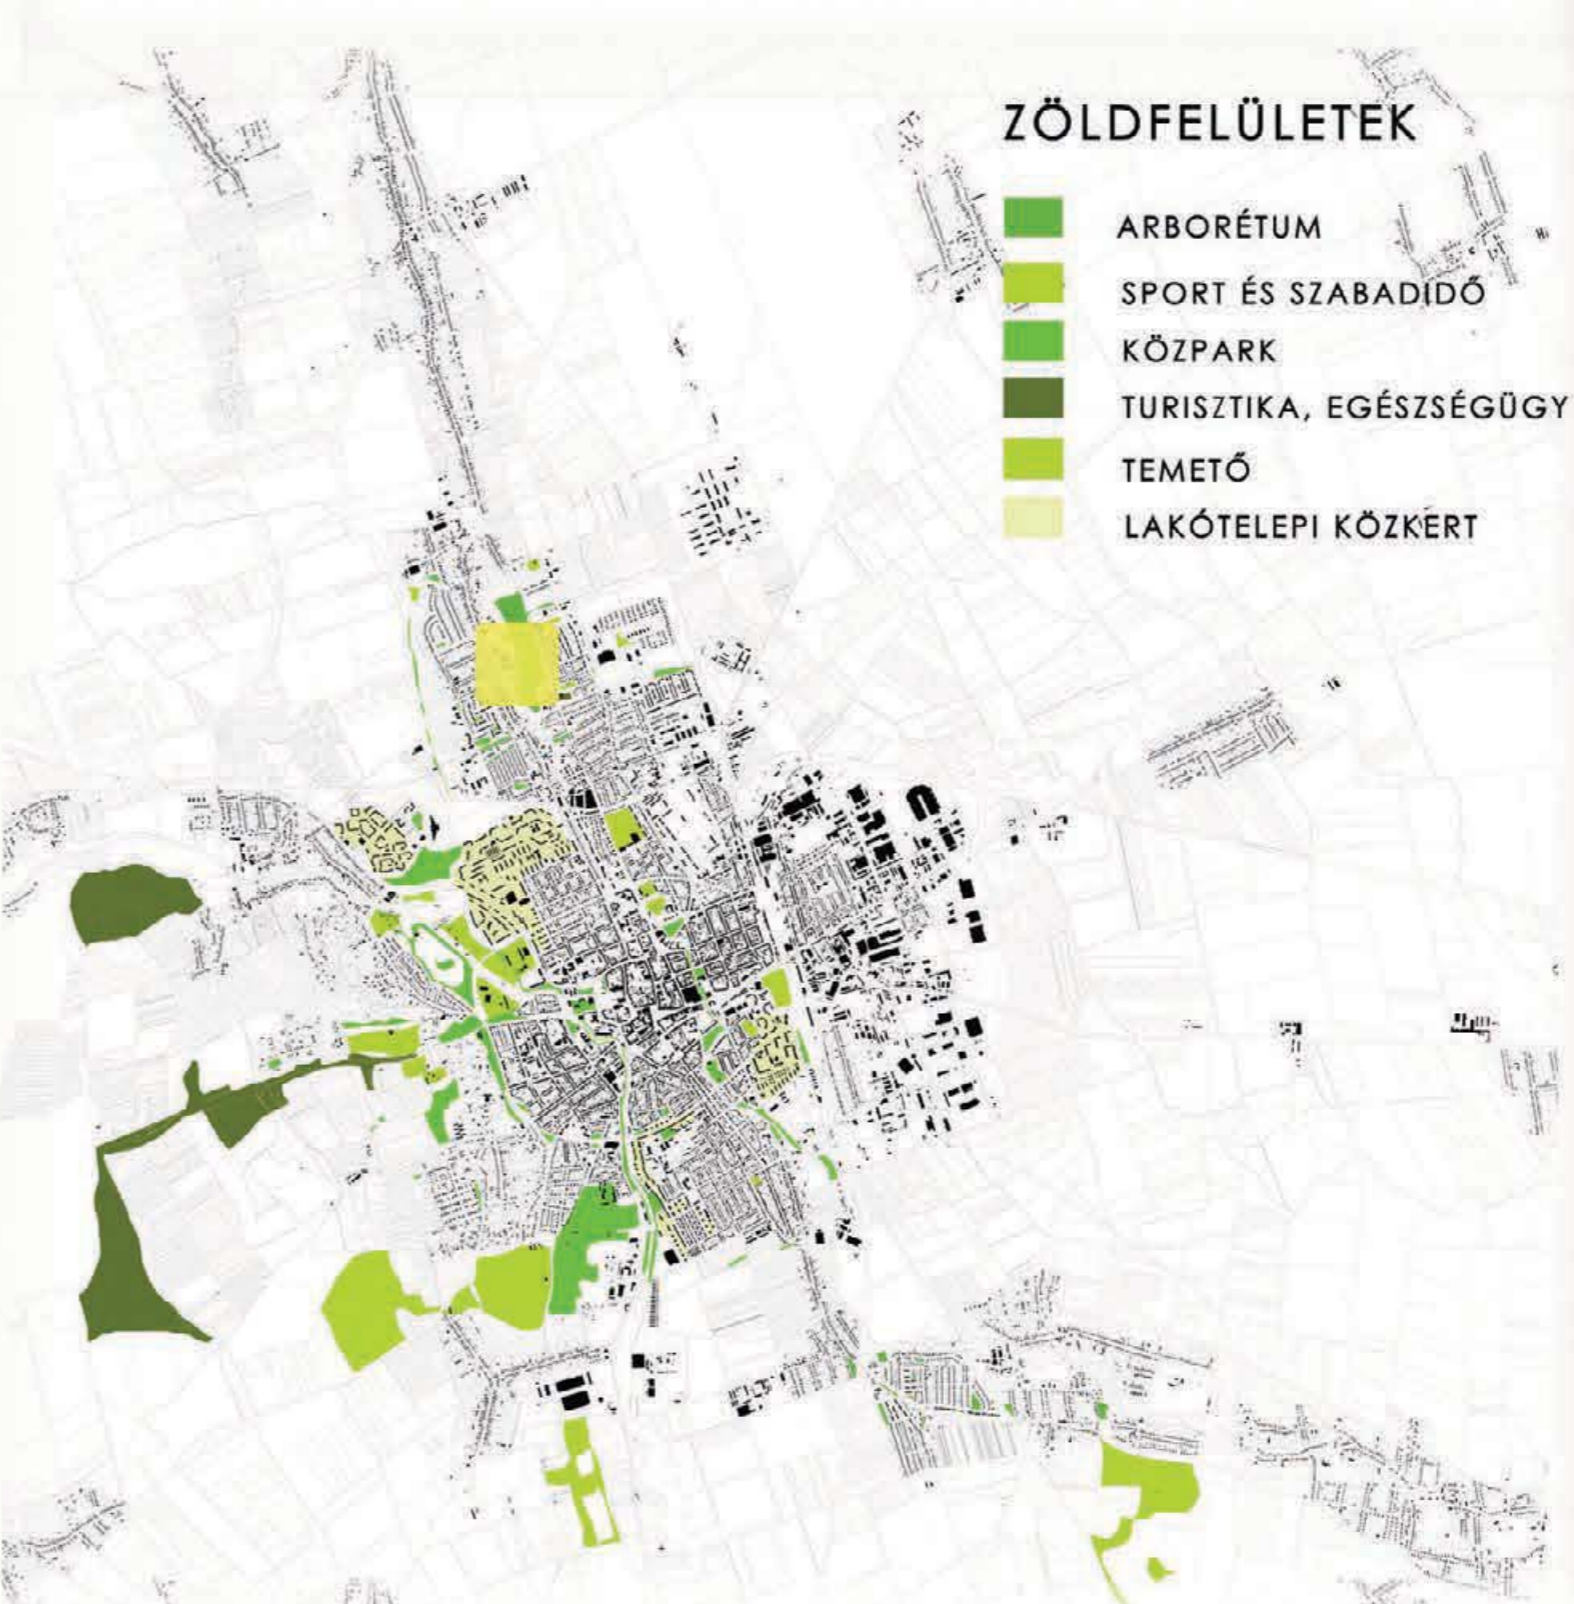 ZÖLDFELÜLETEK
ARBORÉTUM
SPORT ÉS SZABADIDŐ
KÖZPARK
TURISZTIKA, EGÉSZSÉGÜGY
TEMETŐ
LAKÓTELEPI KÖZKERT